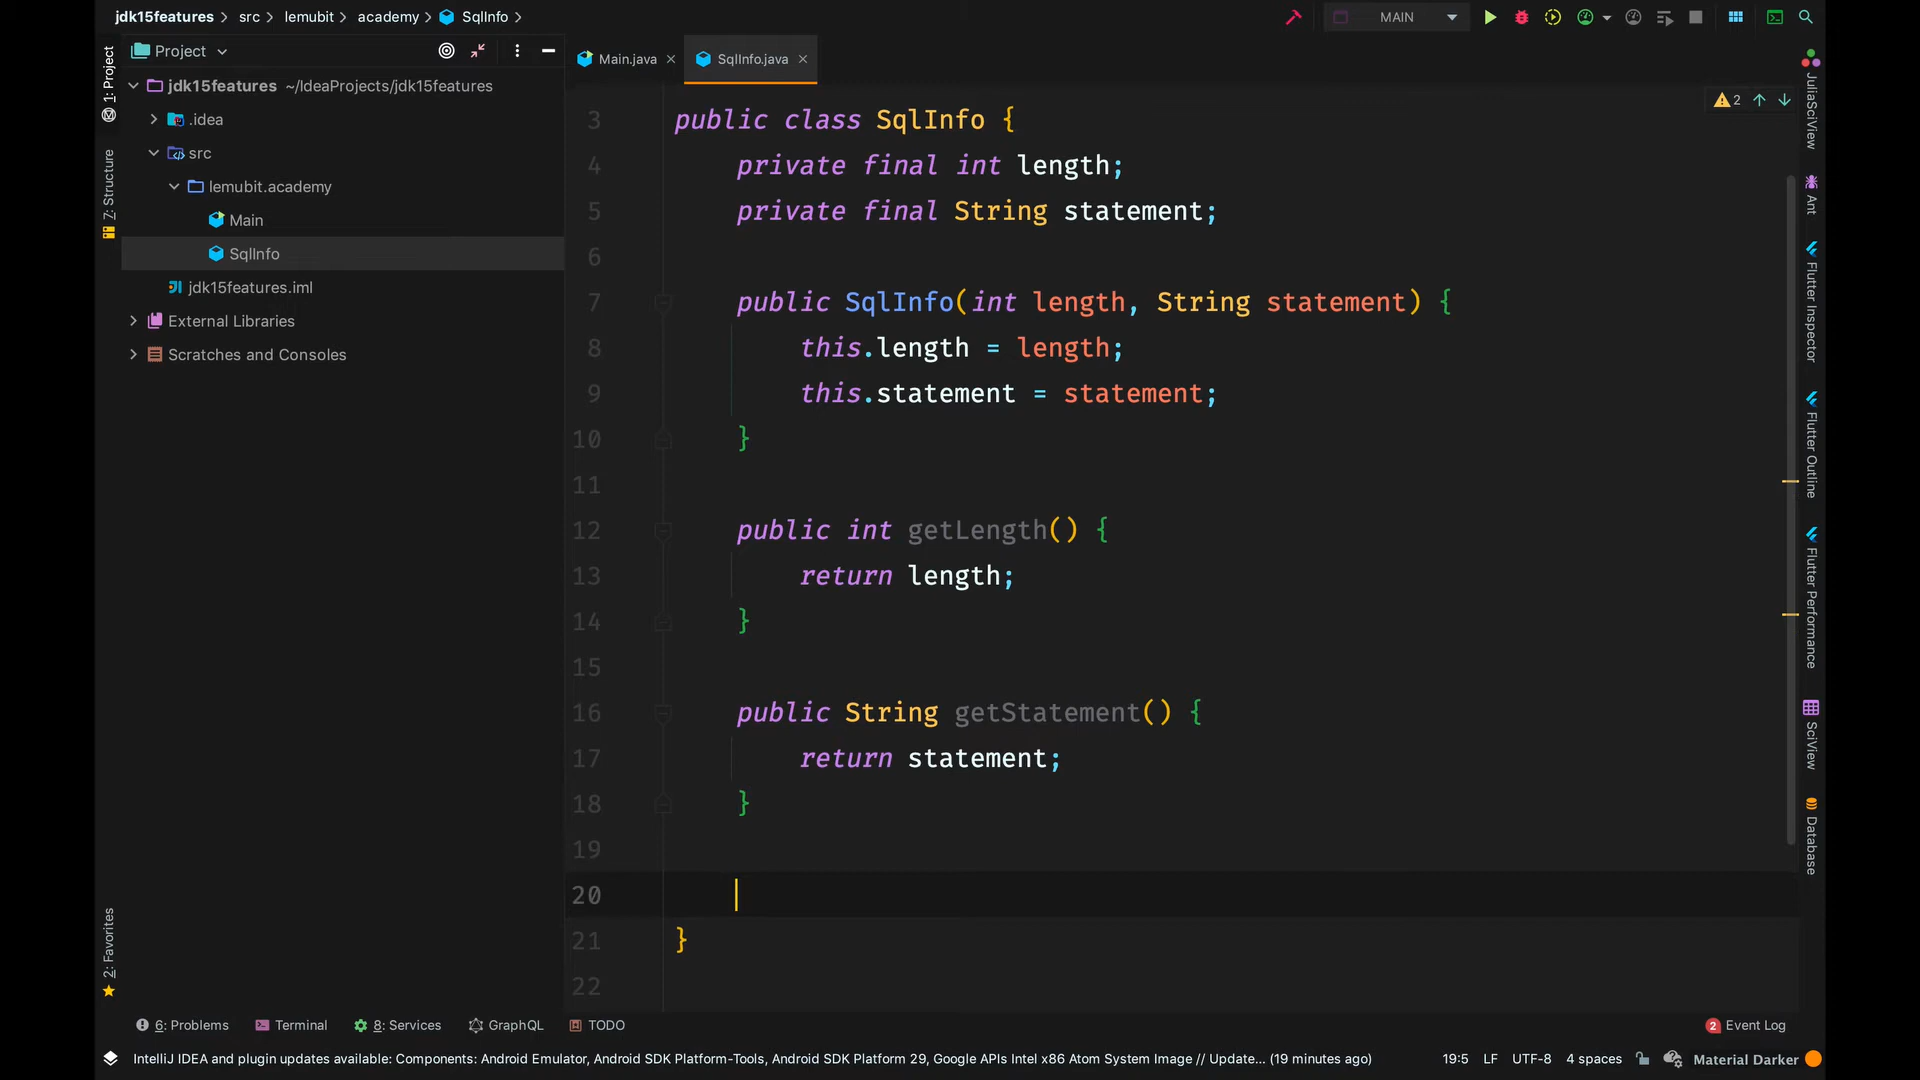 jdk15features > src > lemubit > academy > SqlInfo >
MAIN
1: Project
7: Structure
2: Favorites
Project
jdk15features ~/IdeaProjects/jdk15features
.idea
src
lemubit.academy
Main
SqlInfo
jdk15features.iml
External Libraries
Scratches and Consoles
Main.java
SqlInfo.java
2
3 public class SqlInfo {
4 private final int length;
5 private final String statement;
6
7 public SqlInfo(int length, String statement) {
8 this.length = length;
9 this.statement = statement;
10 }
11
12 public int getLength() {
13 return length;
14 }
15
16 public String getStatement() {
17 return statement;
18 }
19
20
21 }
22
JuliaSciView
Ant
Flutter Inspector
Flutter Outline
Flutter Performance
SciView
Database
6: Problems
Terminal
8: Services
GraphQL
TODO
2 Event Log
IntelliJ IDEA and plugin updates available: Components: Android Emulator, Android SDK Platform-Tools, Android SDK Platform 29, Google APIs Intel x86 Atom System Image // Update... (19 minutes ago)
19:5 LF UTF-8 4 spaces Material Darker